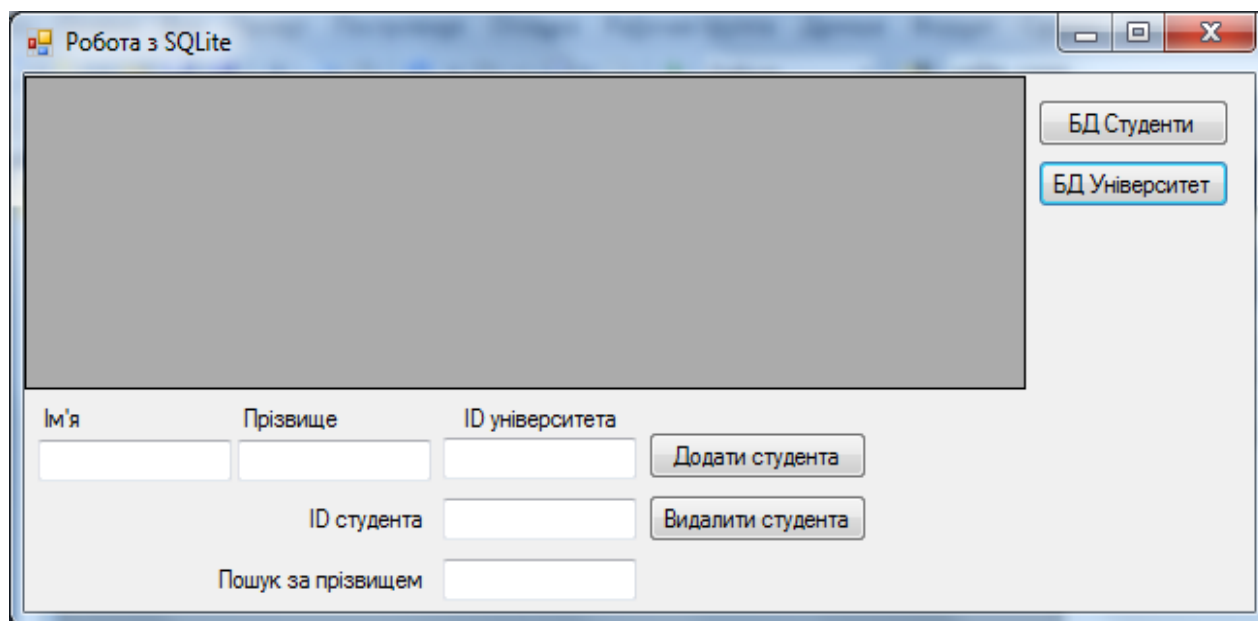 Робота з SQLite
БД Студенти
БД Університет
Ім'я Прізвище ID університета
Додати студента
ID студента Видалити студента
Пошук за прізвищем